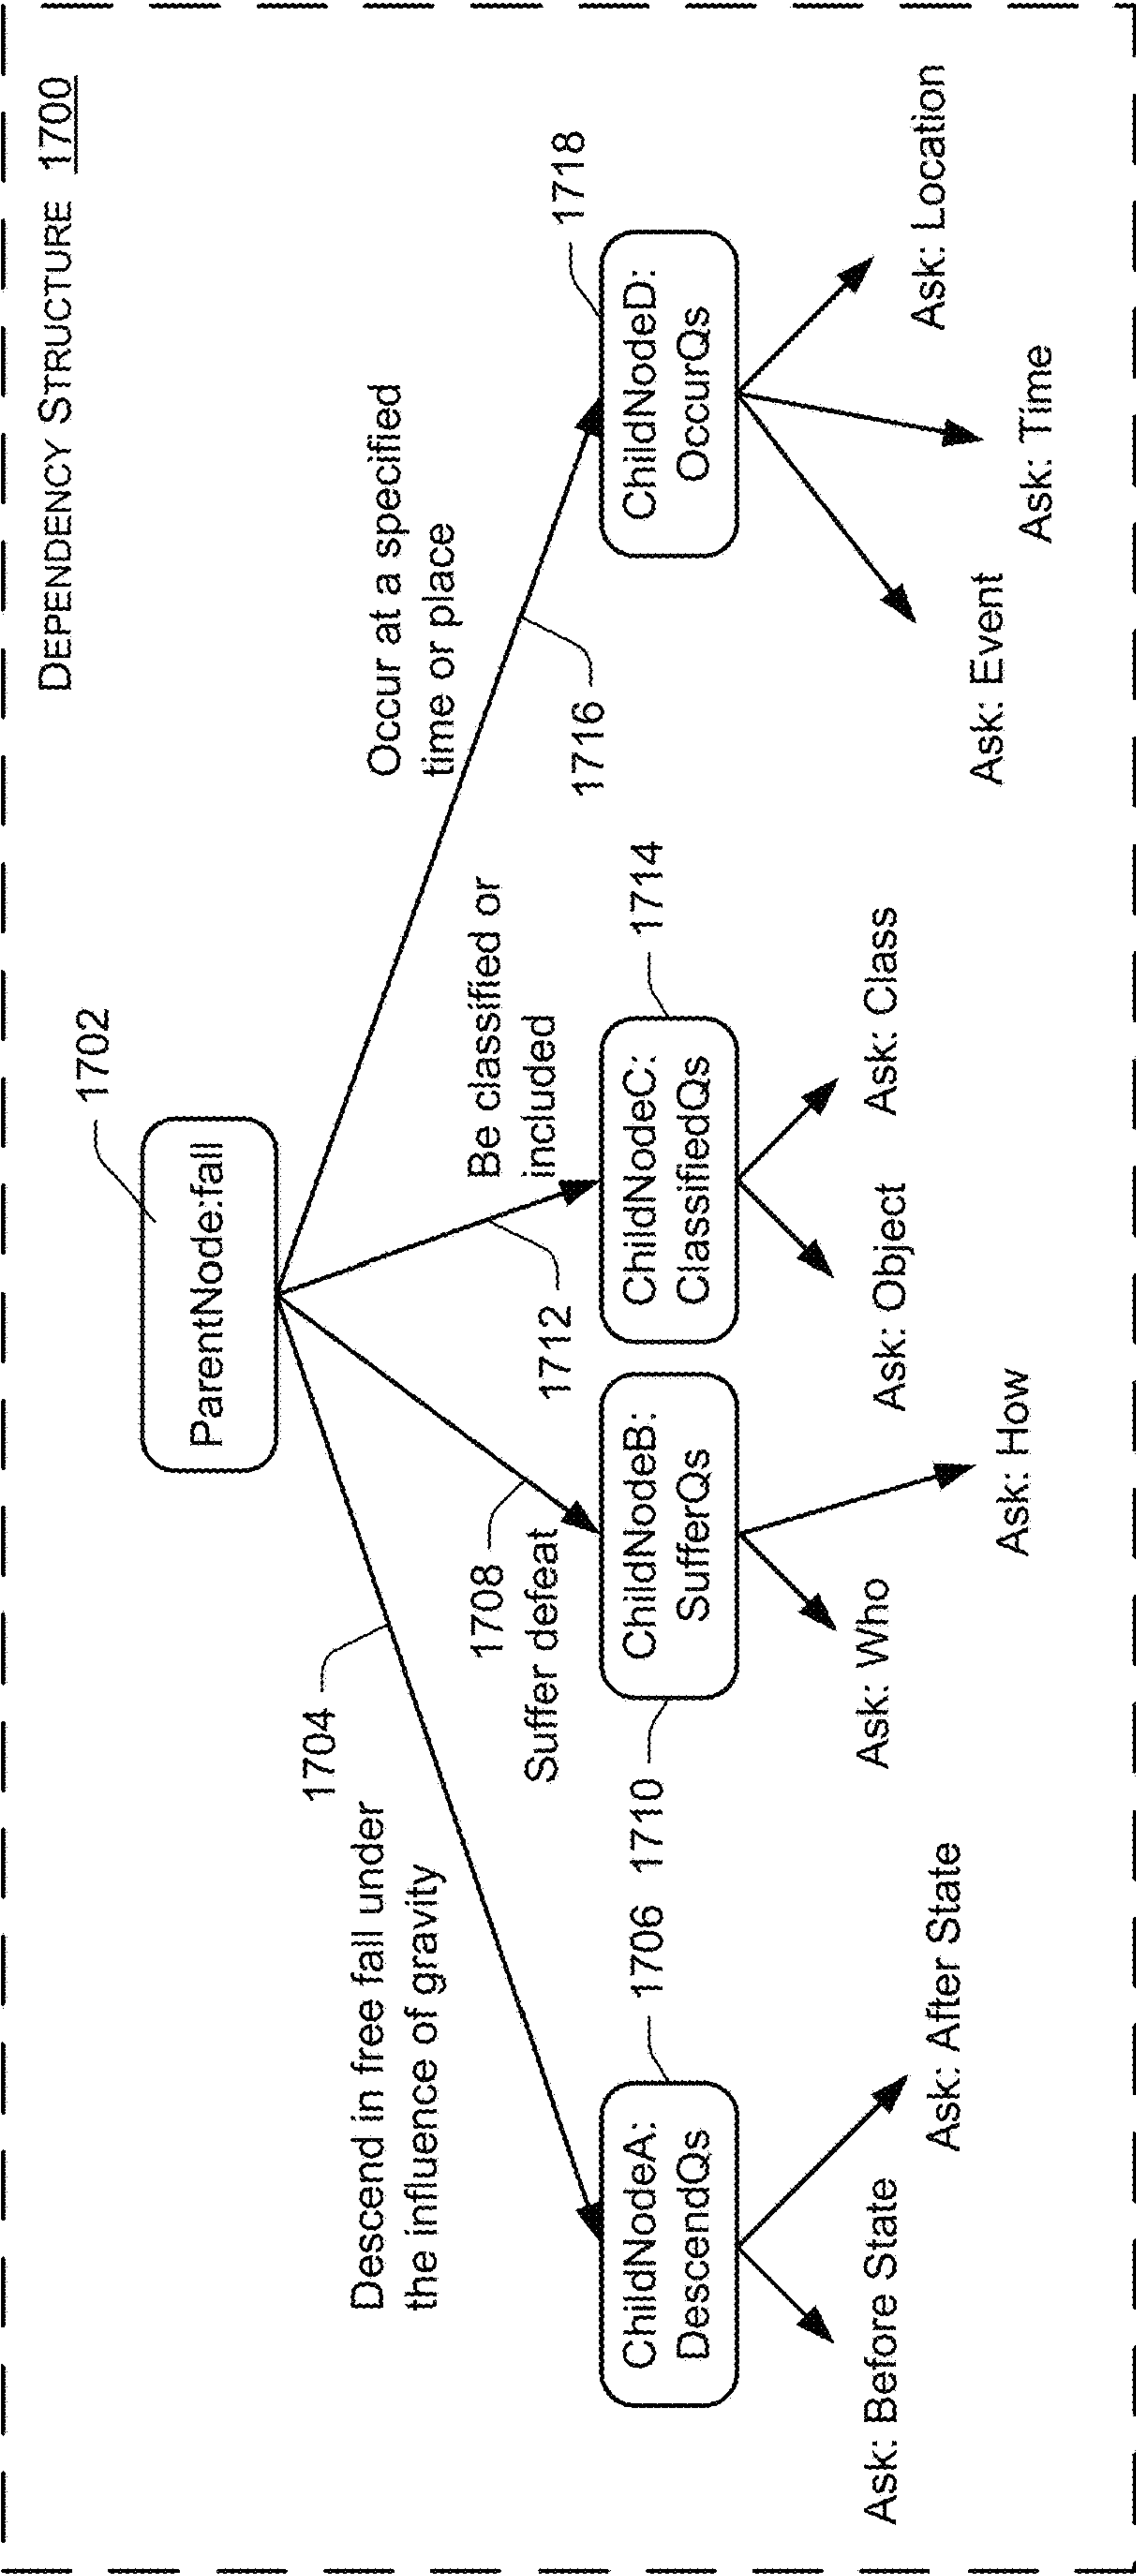 DEPENDENCY STRUCTURE 1700
1702
ParentNode:fall
1704
Descend in free fall under
the influence of gravity
1708
Suffer defeat
1712
Be classified or
included
Occur at a specified
time or place
1716
1706
ChildNodeA:
DescendQs
1710
ChildNodeB:
SufferQs
1714
ChildNodeC:
ClassifiedQs
1718
ChildNodeD:
OccurQs
Ask: Before State
Ask: After State
Ask: Who
Ask: How
Ask: Object
Ask: Class
Ask: Event
Ask: Time
Ask: Location